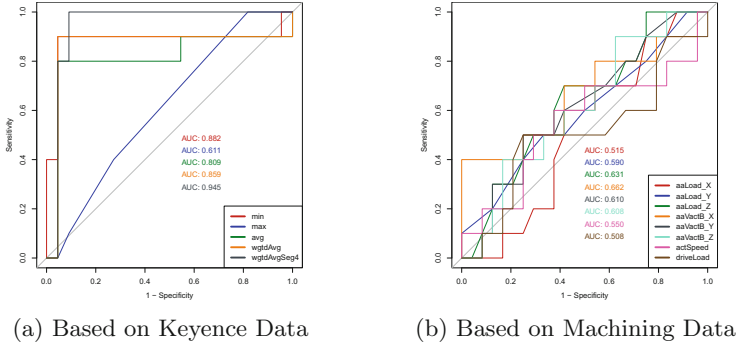 1.0
0.8
0.6
0.4
0.2
0.0
Sensitivity
AUC: 0.882
AUC: 0.611
AUC: 0.809
AUC: 0.859
AUC: 0.945
min
max
avg
wgtdAvg
wgtdAvgSeg4
0.0 0.2 0.4 0.6 0.8 1.0
1 − Specificity
(a) Based on Keyence Data
1.0
0.8
0.6
0.4
0.2
0.0
Sensitivity
AUC: 0.515
AUC: 0.590
AUC: 0.631
AUC: 0.662
AUC: 0.610
AUC: 0.608
AUC: 0.550
AUC: 0.508
aaLoad_X
aaLoad_Y
aaLoad_Z
aaVactB_X
aaVactB_Y
aaVactB_Z
actSpeed
driveLoad
0.0 0.2 0.4 0.6 0.8 1.0
1 − Specificity
(b) Based on Machining Data